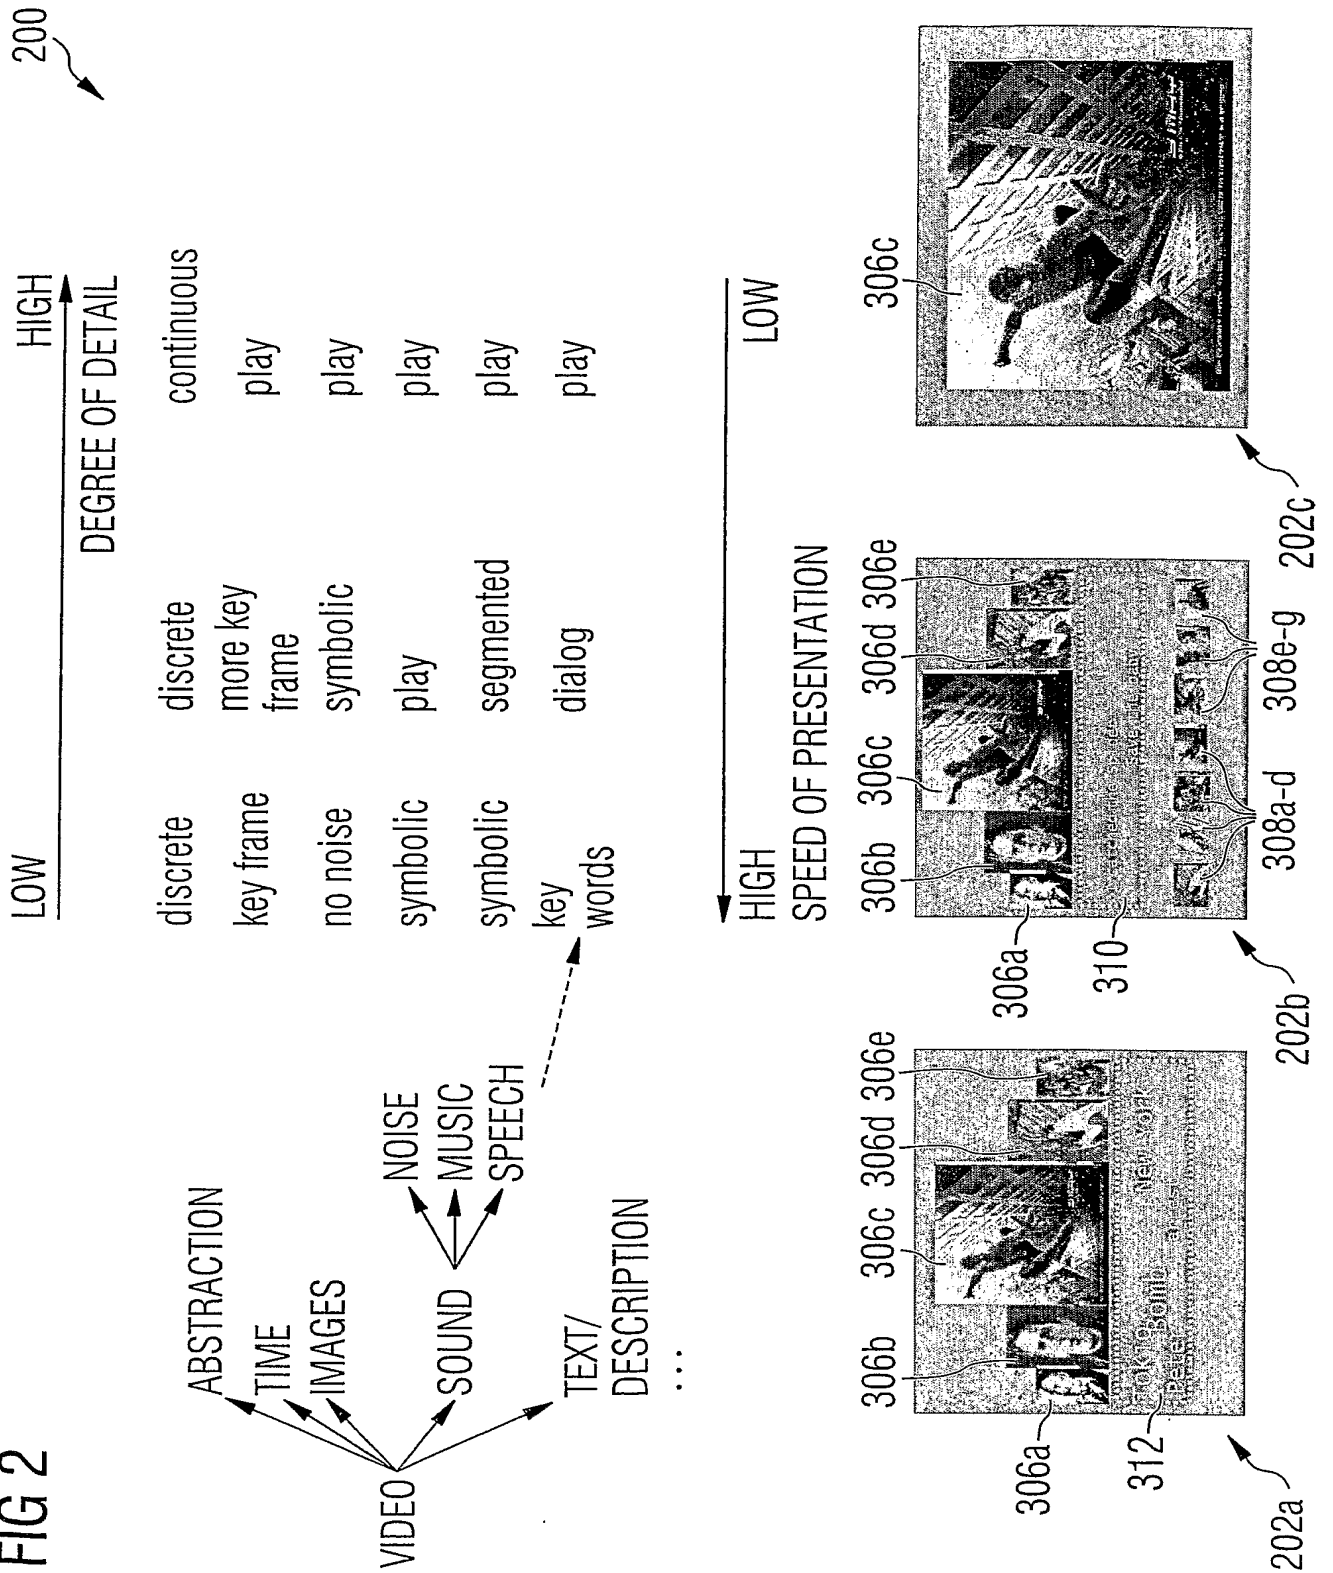 FIG 2
200
LOW HIGH
DEGREE OF DETAIL
VIDEO
ABSTRACTION
TIME
IMAGES
SOUND
NOISE
MUSIC
SPEECH
TEXT/
DESCRIPTION
...
discrete discrete continuous
key frame more key frame play
no noise symbolic play
symbolic play play
symbolic segmented play
key words dialog play
HIGH LOW
SPEED OF PRESENTATION
306b 306c 306d 306e
306a
312
New York
202a
306b 306c 306d 306e
306a
310
308a-d 308e-g
202b
306c
202c